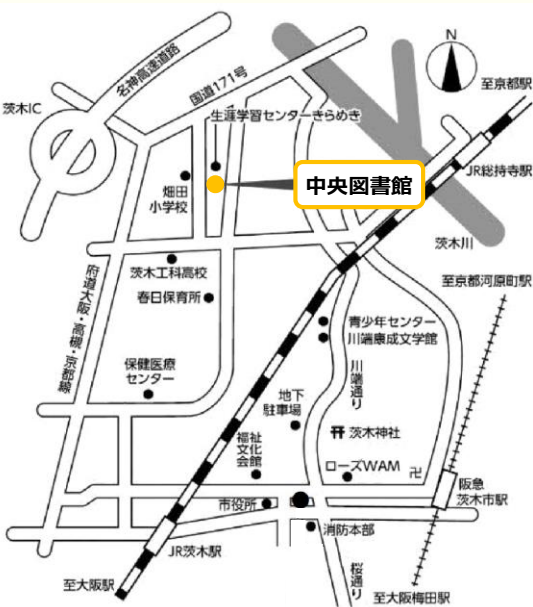 N
名神高速道路
国道171号
至京都駅
茨木IC
生涯学習センターきらめき
JR総持寺駅
畑田
小学校
中央図書館
茨木川
茨木工科高校
春日保育所
至京都河原町駅
府道大阪・高槻・京都線
青少年センター
川端康成文学館
保健医療
センター
川端通り
地下
駐車場
茨木神社
福祉
文化
会館
ローズWAM
卍
阪急
茨木市駅
市役所
消防本部
JR茨木駅
桜通り
至大阪駅
至大阪梅田駅